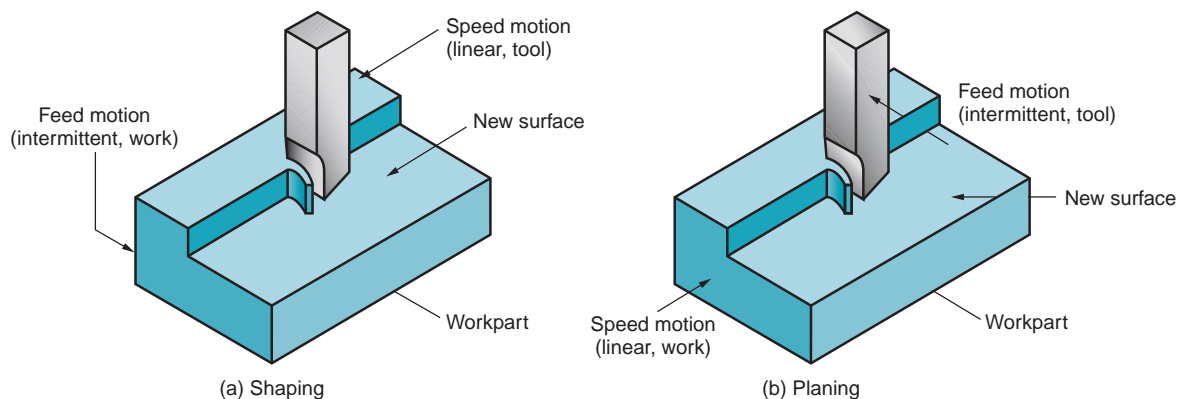 Speed motion
(linear, tool)
Feed motion
(intermittent, work)
New surface
Workpart
(a) Shaping
Feed motion
(intermittent, tool)
New surface
Speed motion
(linear, work)
Workpart
(b) Planing